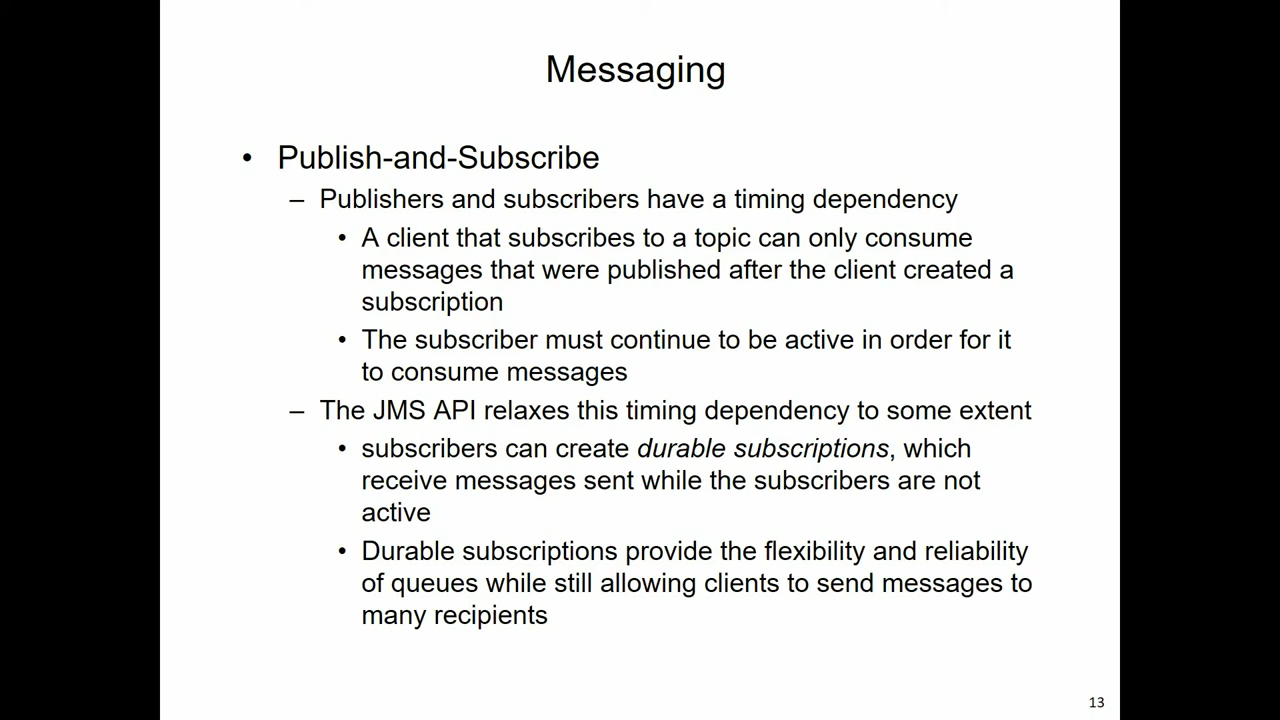 Messaging
• Publish-and-Subscribe
– Publishers and subscribers have a timing dependency
• A client that subscribes to a topic can only consume
messages that were published after the client created a
subscription
• The subscriber must continue to be active in order for it
to consume messages
– The JMS API relaxes this timing dependency to some extent
• subscribers can create durable subscriptions, which
receive messages sent while the subscribers are not
active
• Durable subscriptions provide the flexibility and reliability
of queues while still allowing clients to send messages to
many recipients
13